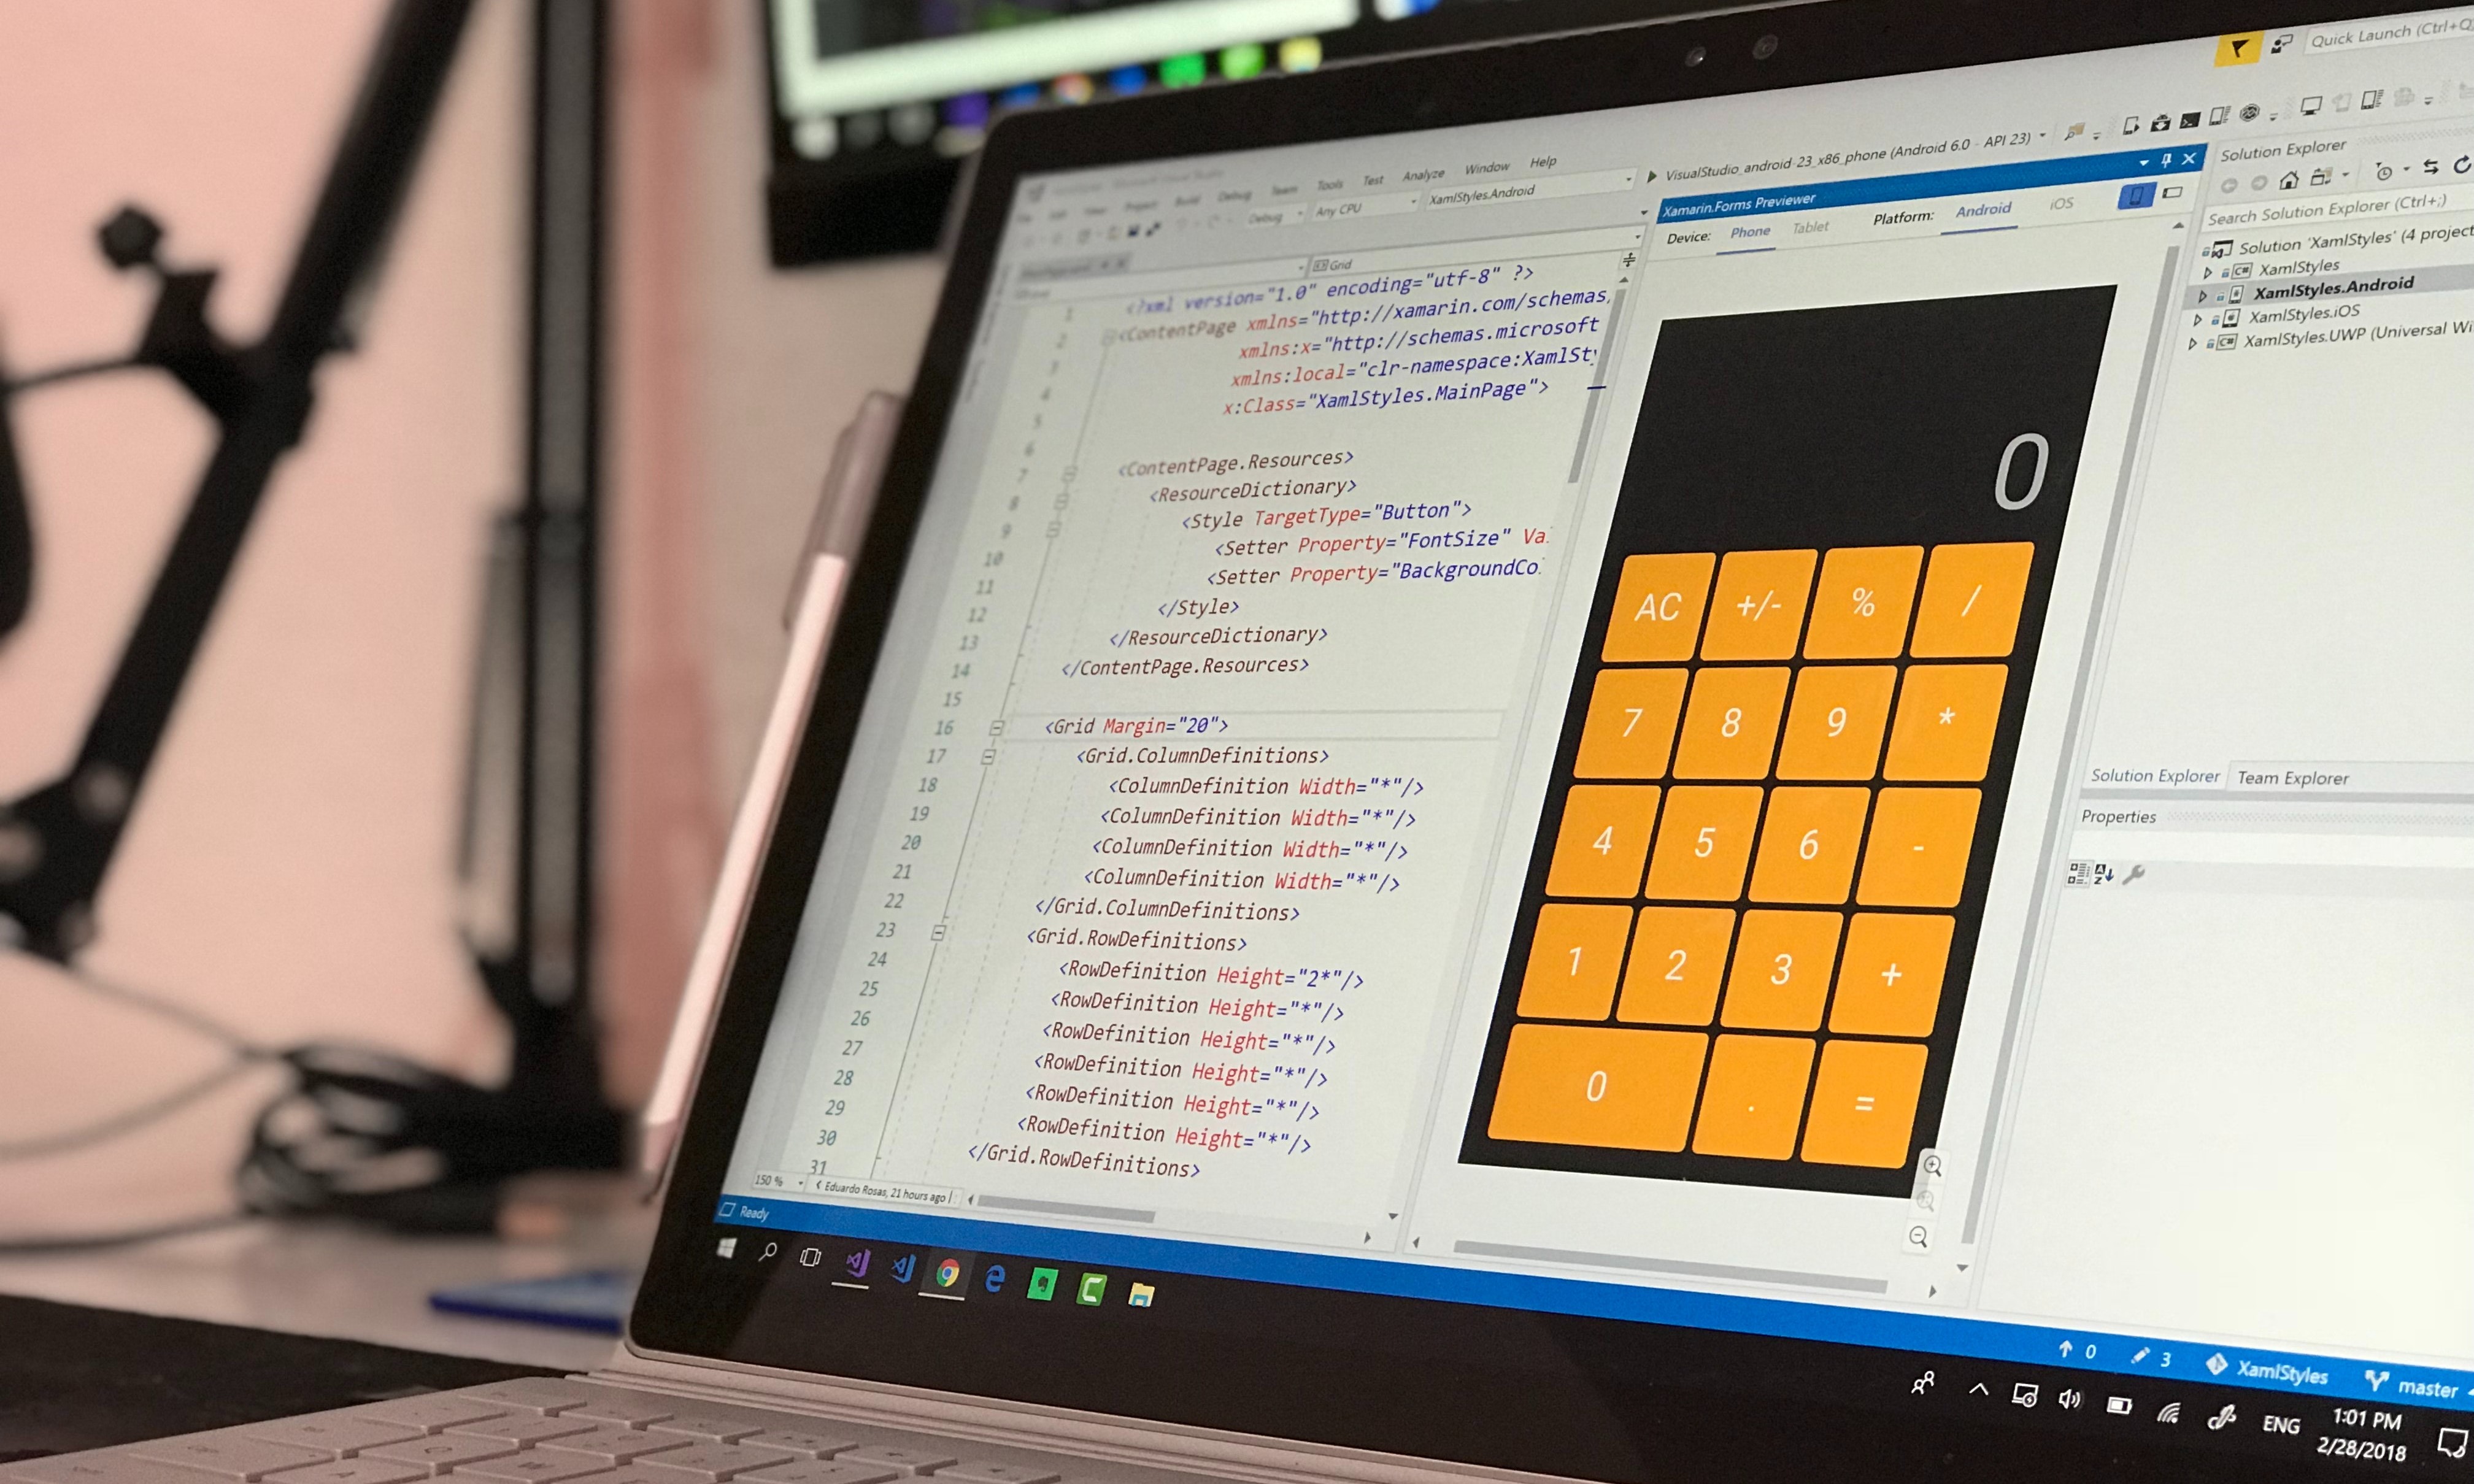 Quick Launch (Ctrl+Q)
Debug Team Tools Test Analyze Window Help
Debug Any CPU XamlStyles.Android VisualStudio_android-23_x86_phone (Android 6.0 - API 23)
Grid
1 <?xml version="1.0" encoding="utf-8" ?>
2 <ContentPage xmlns="http://xamarin.com/schemas,
3 xmlns:x="http://schemas.microsoft
4 xmlns:local="clr-namespace:XamlSty
5 x:Class="XamlStyles.MainPage">
6
7 <ContentPage.Resources>
8 <ResourceDictionary>
9 <Style TargetType="Button">
10 <Setter Property="FontSize" Va
11 <Setter Property="BackgroundCo
12 </Style>
13 </ResourceDictionary>
14 </ContentPage.Resources>
15
16 <Grid Margin="20">
17 <Grid.ColumnDefinitions>
18 <ColumnDefinition Width="*"/>
19 <ColumnDefinition Width="*"/>
20 <ColumnDefinition Width="*"/>
21 <ColumnDefinition Width="*"/>
22 </Grid.ColumnDefinitions>
23 <Grid.RowDefinitions>
24 <RowDefinition Height="2*"/>
25 <RowDefinition Height="*"/>
26 <RowDefinition Height="*"/>
27 <RowDefinition Height="*"/>
28 <RowDefinition Height="*"/>
29 <RowDefinition Height="*"/>
30 </Grid.RowDefinitions>
31
150 % Eduardo Rosas, 21 hours ago |
Xamarin.Forms Previewer
Device: Phone Tablet Platform: Android iOS
0
AC +/- % /
7 8 9 *
4 5 6 -
1 2 3 +
0 . =
Solution Explorer
Search Solution Explorer (Ctrl+;)
Solution 'XamlStyles' (4 project
XamlStyles
XamlStyles.Android
XamlStyles.iOS
XamlStyles.UWP (Universal Wi
Solution Explorer Team Explorer
Properties
Ready
0 3 XamlStyles master
ENG 1:01 PM
2/28/2018